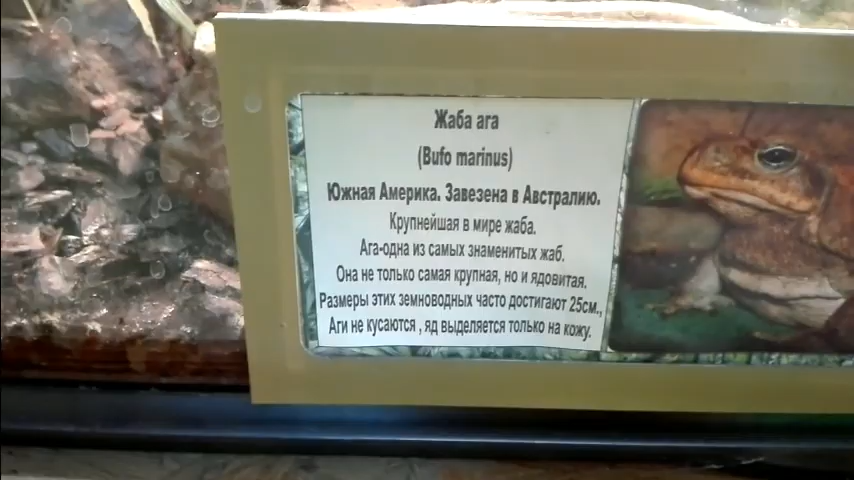 Жаба ага
(Bufo marinus)
Южная Америка. Завезена в Австралию.
Крупнейшая в мире жаба.
Ага-одна из самых знаменитых жаб.
Она не только самая крупная, но и ядовитая.
Размеры этих земноводных часто достигают 25см.,
Аги не кусаются , яд выделяется только на кожу.